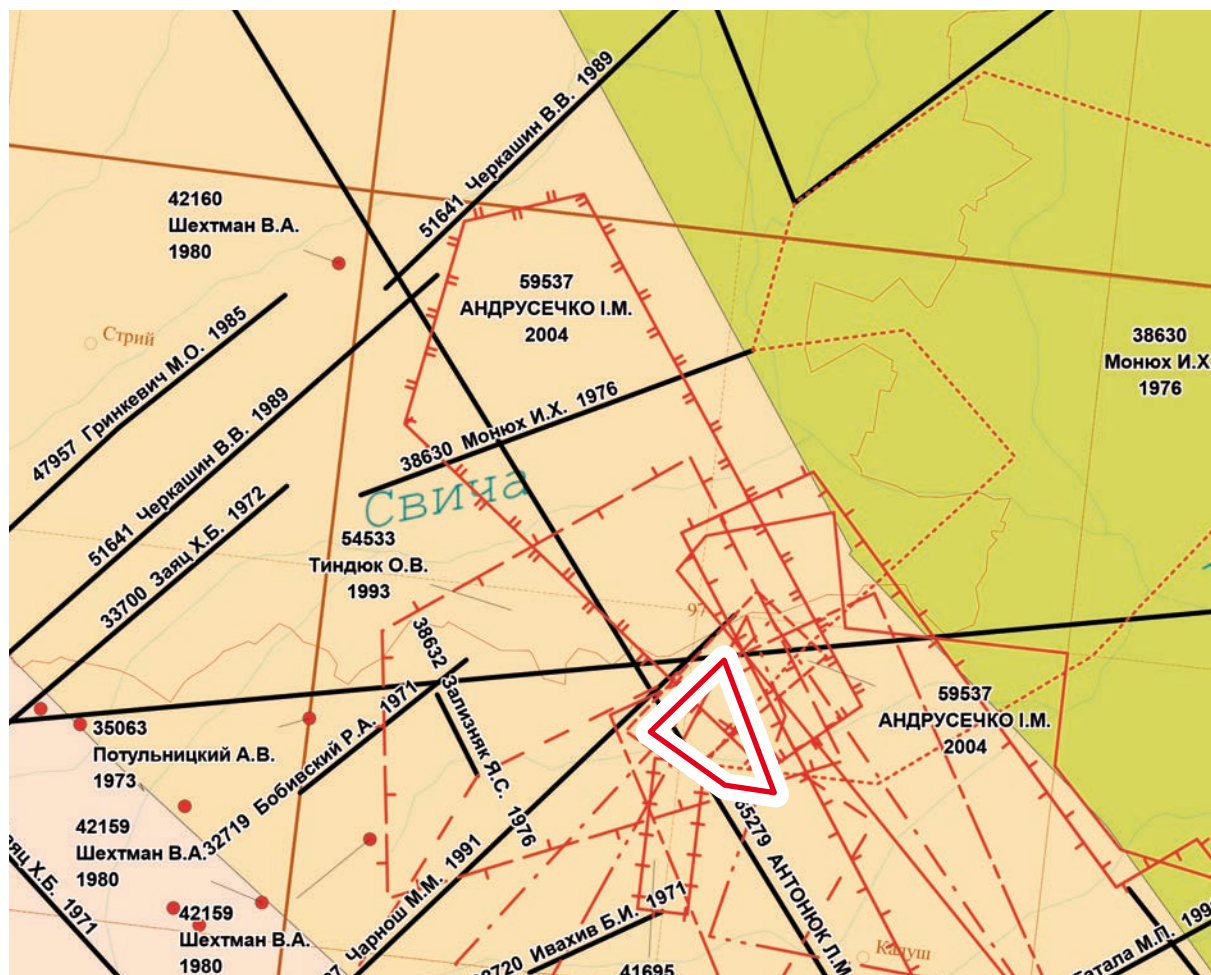 51641 Черкашин В.В. 1989
42160
Шехтман В.А.
1980
59537
АНДРУСЕЧКО І.М.
2004
Стрий
47957 Гринкевич М.О. 1985
38630
Монюх И.Х
1976
51641 Черкашин В.В. 1989
38630 Монюх И.Х. 1976
Свича
33700 Заяц Х.Б. 1972
54533
Тиндюк О.В.
1993
97
38632 Зализняк Я.С. 1976
59537
АНДРУСЕЧКО І.М.
2004
35063
Потульницкий А.В.
1973
32719 Бобивский Р.А. 1971
42159
Шехтман В.А.
1980
65279 АНТОНЮК Л.М
Чарнош М.М. 1991
Х.Б. 1971
42159
Шехтман В.А.
1980
Ивахив Б.И. 1971
41695
Калуш
Гатала М.П. 199